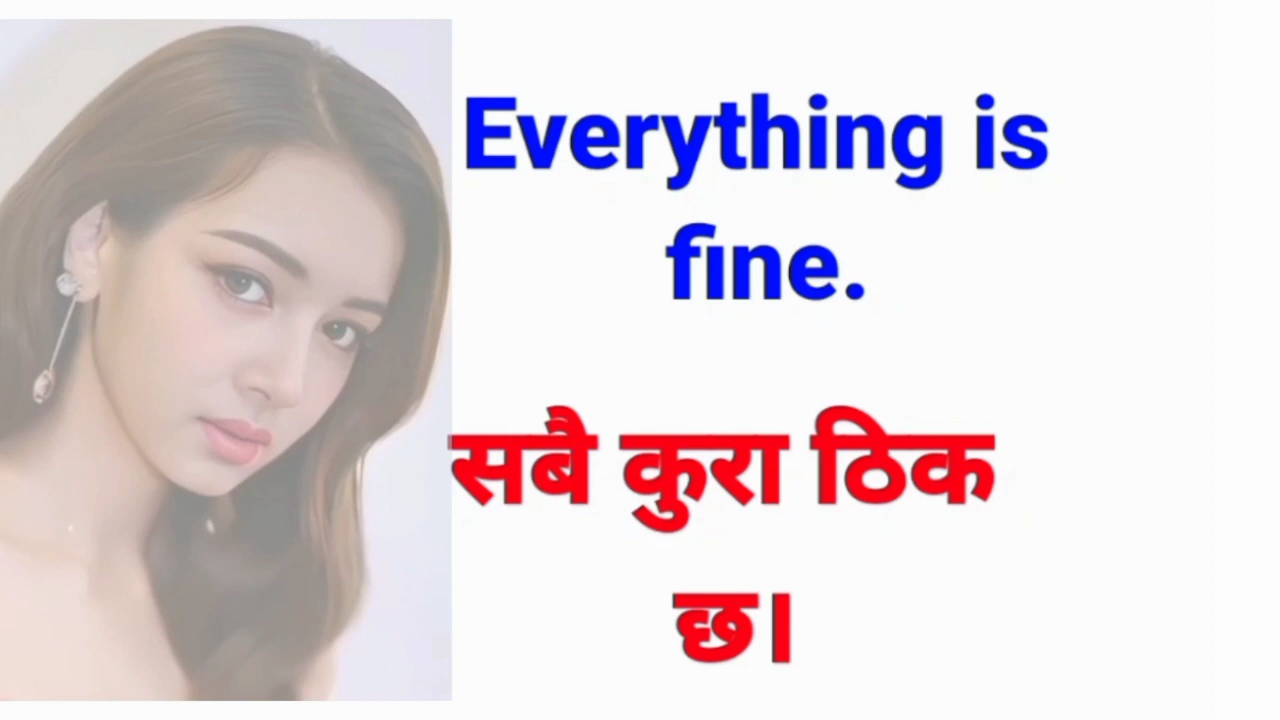 Everything is
fine.
सबै कुरा ठिक
छ।